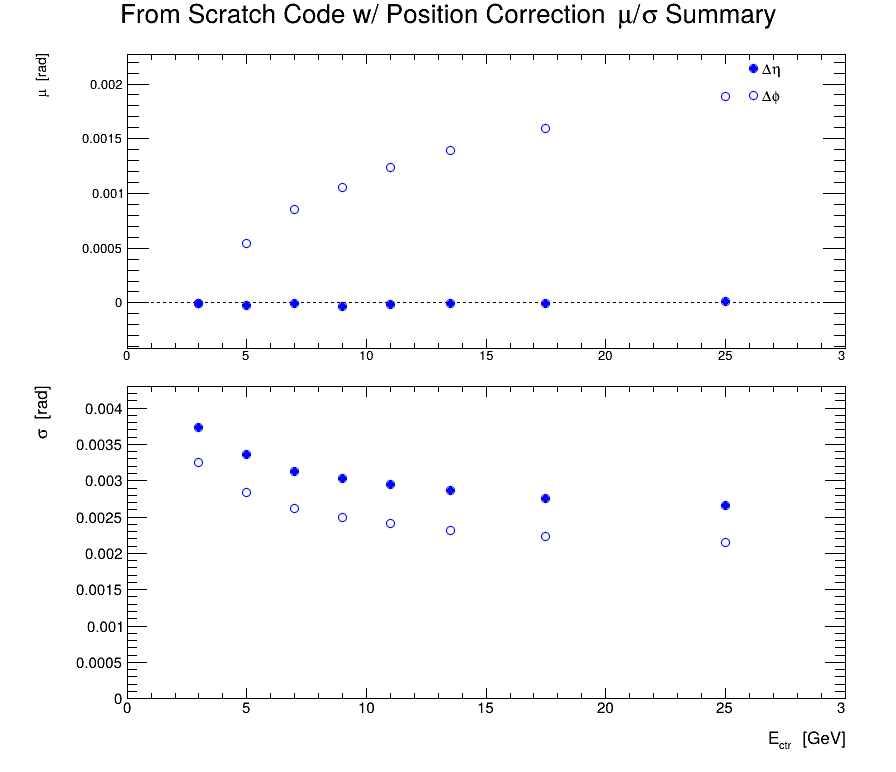 From Scratch Code w/ Position Correction μ/σ Summary
μ [rad]
Δη
Δϕ
0.002
0.0015
0.001
0.0005
0
0 5 10 15 20 25 3
σ [rad]
0.004
0.0035
0.003
0.0025
0.002
0.0015
0.001
0.0005
0
0 5 10 15 20 25 3
E_ctr [GeV]